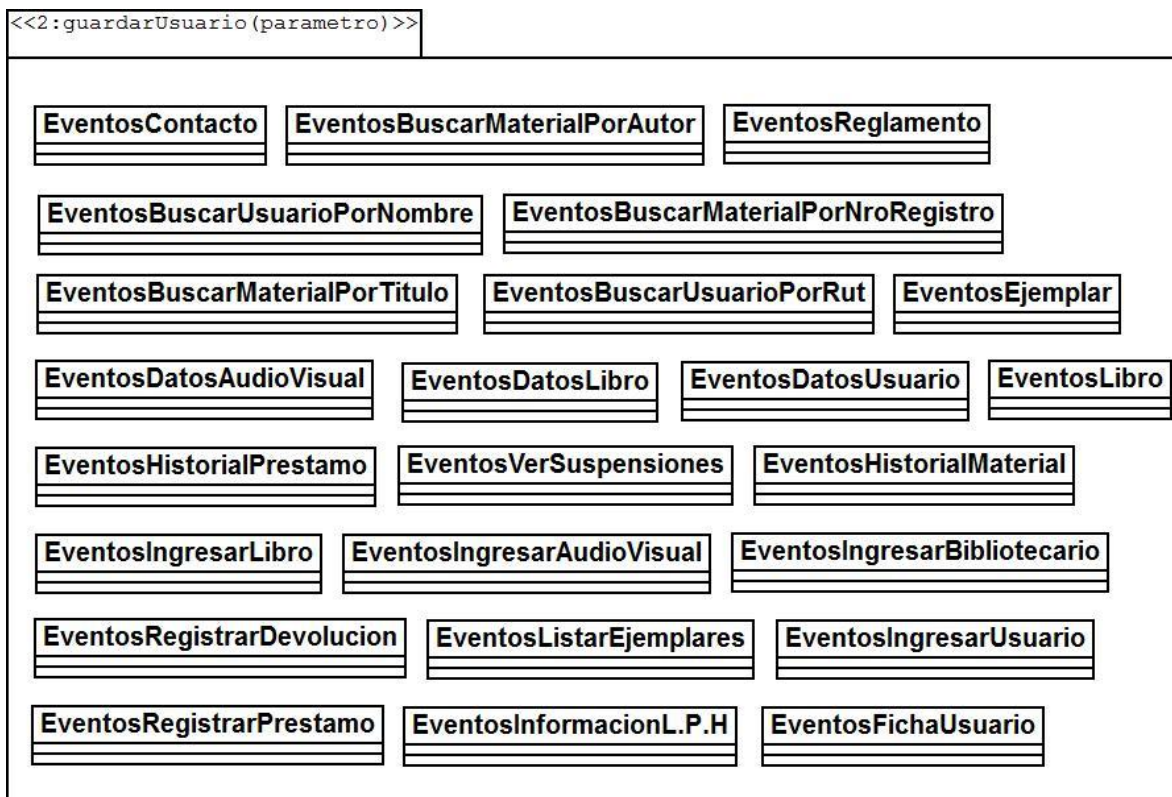 <<2:guardarUsuario(parametro)>>
EventosContacto EventosBuscarMaterialPorAutor EventosReglamento
EventosBuscarUsuarioPorNombre EventosBuscarMaterialPorNroRegistro
EventosBuscarMaterialPorTitulo EventosBuscarUsuarioPorRut EventosEjemplar
EventosDatosAudioVisual EventosDatosLibro EventosDatosUsuario EventosLibro
EventosHistorialPrestamo EventosVerSuspensiones EventosHistorialMaterial
EventosIngresarLibro EventosIngresarAudioVisual EventosIngresarBibliotecario
EventosRegistrarDevolucion EventosListarEjemplares EventosIngresarUsuario
EventosRegistrarPrestamo EventosInformacionL.P.H EventosFichaUsuario